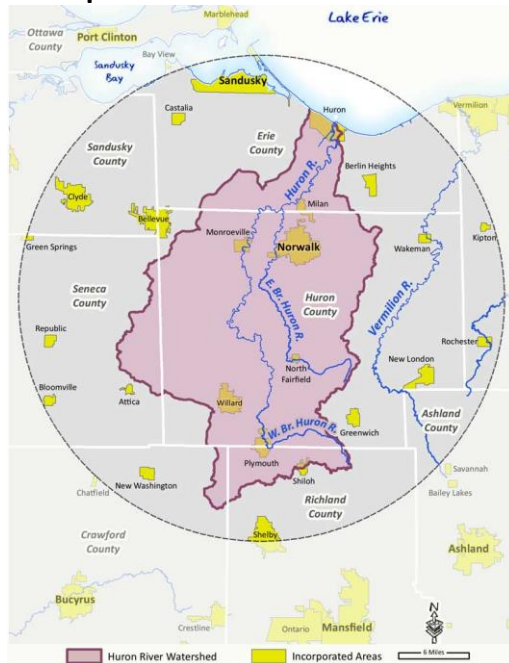 Lake Erie
Marblehead
Ottawa
County
Port Clinton
Bay View
Sandusky
Bay
Sandusky
Huron
Castalia
Vermilion
Erie
County
Sandusky
County
Huron R.
Berlin Heights
Clyde
Milan
Bellevue
Monroeville
Norwalk
Wakeman
Kipton
Green Springs
Seneca
County
E. Br. Huron R.
Huron
County
Vermilion R.
Republic
Rochester
North
Fairfield
New London
Bloomville
Attica
Willard
Ashland
County
W. Br. Huron R.
Greenwich
Plymouth
Shiloh
New Washington
Chatfield
Savannah
Bailey Lakes
Richland
County
Crawford
County
Shelby
Ashland
Bucyrus
Crestline
Ontario
Mansfield
N
Huron River Watershed
Incorporated Areas
6 Miles